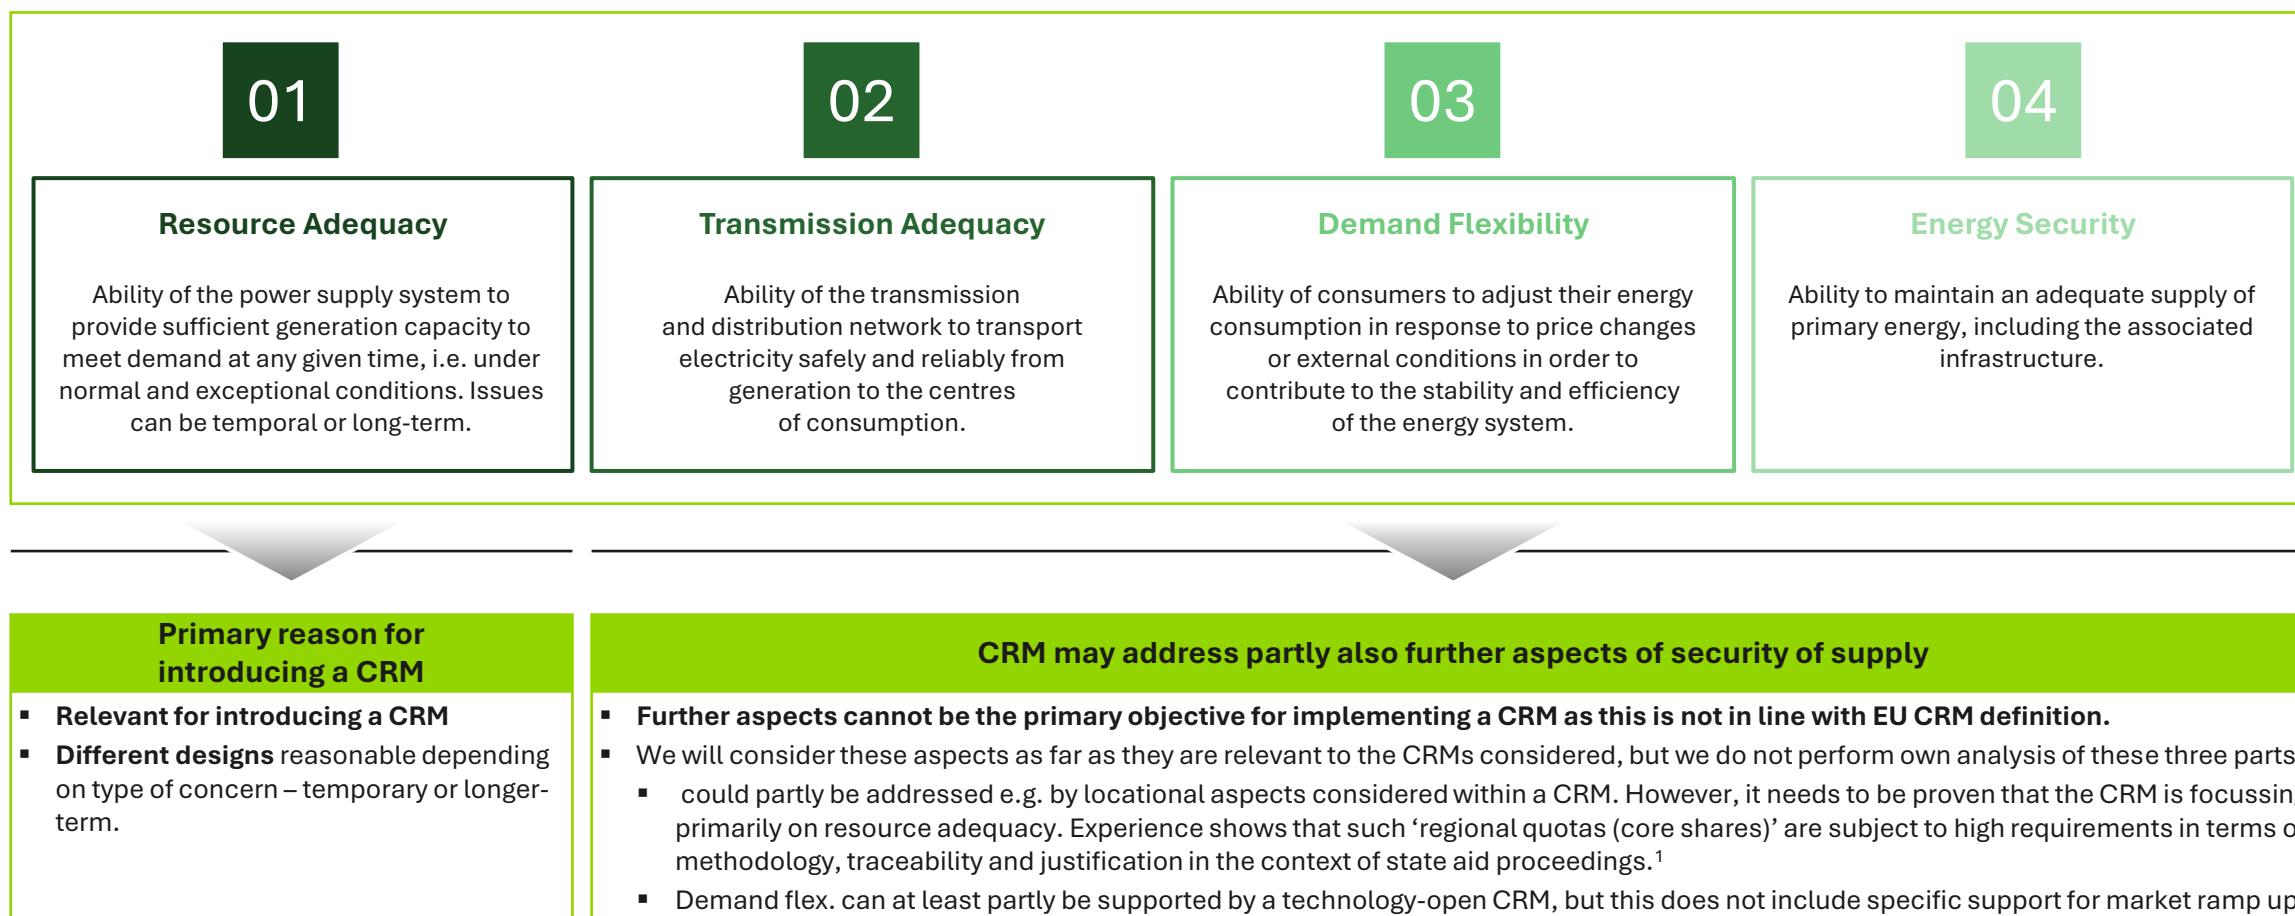 01
02
03
04
Resource Adequacy
Ability of the power supply system to
provide sufficient generation capacity to
meet demand at any given time, i.e. under
normal and exceptional conditions. Issues
can be temporal or long-term.
Transmission Adequacy
Ability of the transmission
and distribution network to transport
electricity safely and reliably from
generation to the centres
of consumption.
Demand Flexibility
Ability of consumers to adjust their energy
consumption in response to price changes
or external conditions in order to
contribute to the stability and efficiency
of the energy system.
Energy Security
Ability to maintain an adequate supply of
primary energy, including the associated
infrastructure.
Primary reason for
introducing a CRM
▪ Relevant for introducing a CRM
▪ Different designs reasonable depending
on type of concern – temporary or longer-
term.
CRM may address partly also further aspects of security of supply
▪ Further aspects cannot be the primary objective for implementing a CRM as this is not in line with EU CRM definition.
▪ We will consider these aspects as far as they are relevant to the CRMs considered, but we do not perform own analysis of these three parts
▪ could partly be addressed e.g. by locational aspects considered within a CRM. However, it needs to be proven that the CRM is focussing
primarily on resource adequacy. Experience shows that such ‘regional quotas (core shares)’ are subject to high requirements in terms
methodology, traceability and justification in the context of state aid proceedings.¹
▪ Demand flex. can at least partly be supported by a technology-open CRM, but this does not include specific support for market ramp up